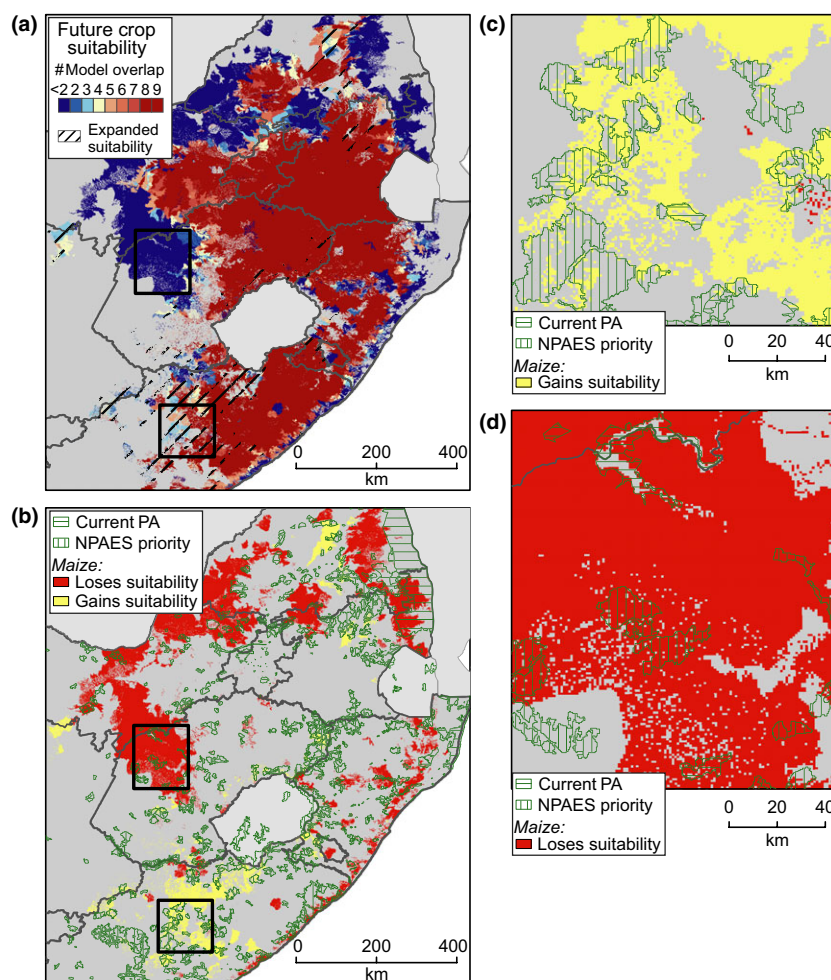 (a)
Future crop
suitability
# Model overlap
<2 2 3 4 5 6 7 8 9
Expanded
suitability
0 200 400
km
(b)
Current PA
NPAES priority
Maize:
Loses suitability
Gains suitability
0 200 400
km
(c)
Current PA
NPAES priority
Maize:
Gains suitability
0 20 40
km
(d)
Current PA
NPAES priority
Maize:
Loses suitability
0 20 40
km